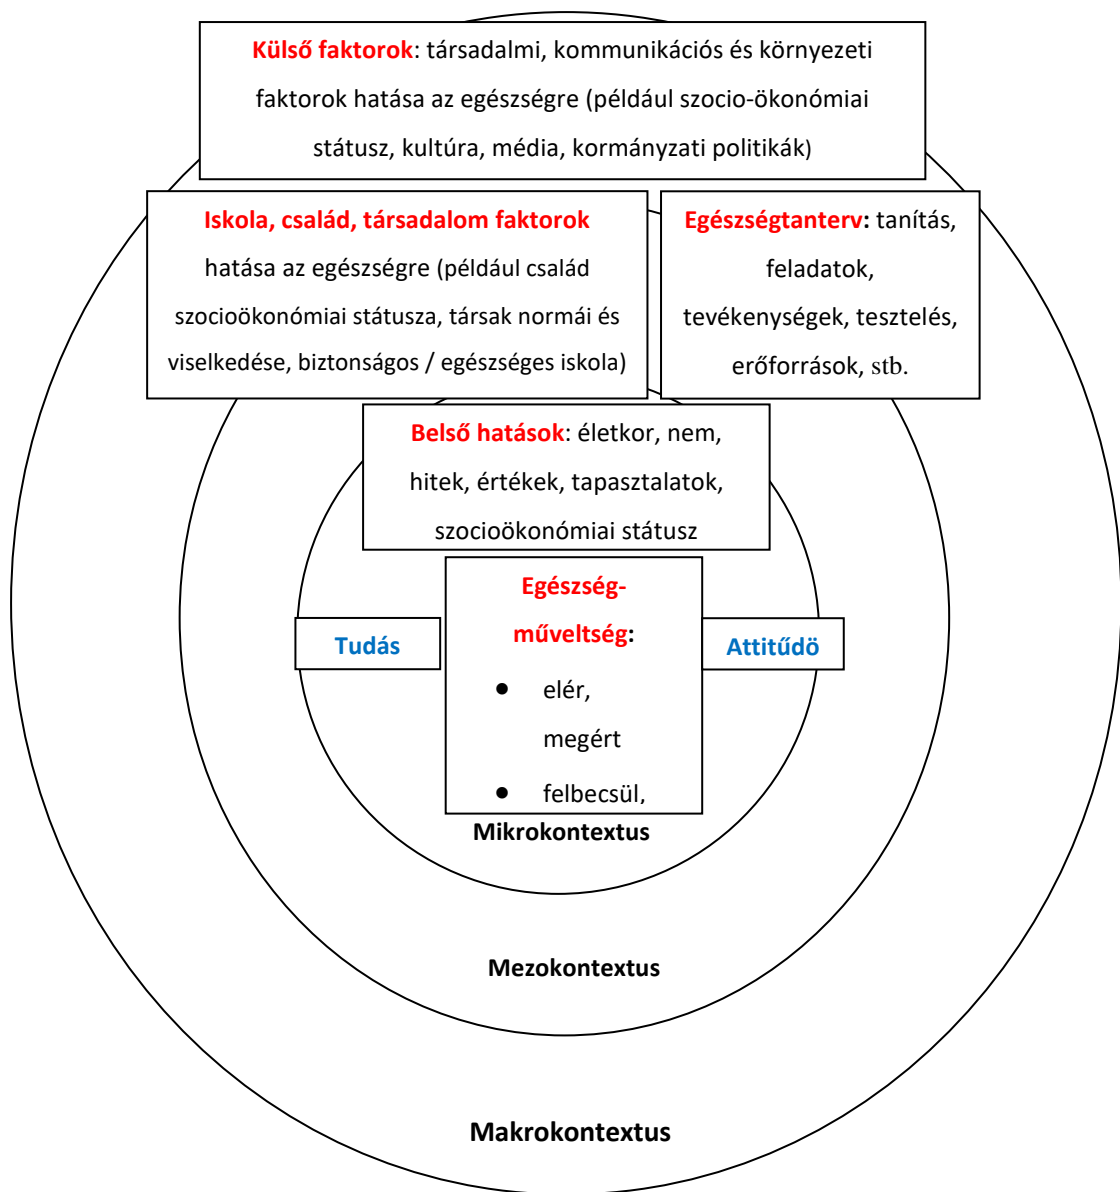 Külső faktorok: társadalmi, kommunikációs és környezeti
faktorok hatása az egészségre (például szocio-ökonómiai
státusz, kultúra, média, kormányzati politikák)
Iskola, család, társadalom faktorok
hatása az egészségre (például család
szocioökonómiai státusza, társak normái és
viselkedése, biztonságos / egészséges iskola)
Egészségtanterv: tanítás,
feladatok,
tevékenységek, tesztelés,
erőforrások, stb.
Belső hatások: életkor, nem,
hitek, értékek, tapasztalatok,
szocioökonómiai státusz
Egészség-
műveltség:
• elér,
megért
• felbecsül,
Tudás
Attitűdö
Mikrokontextus
Mezokontextus
Makrokontextus